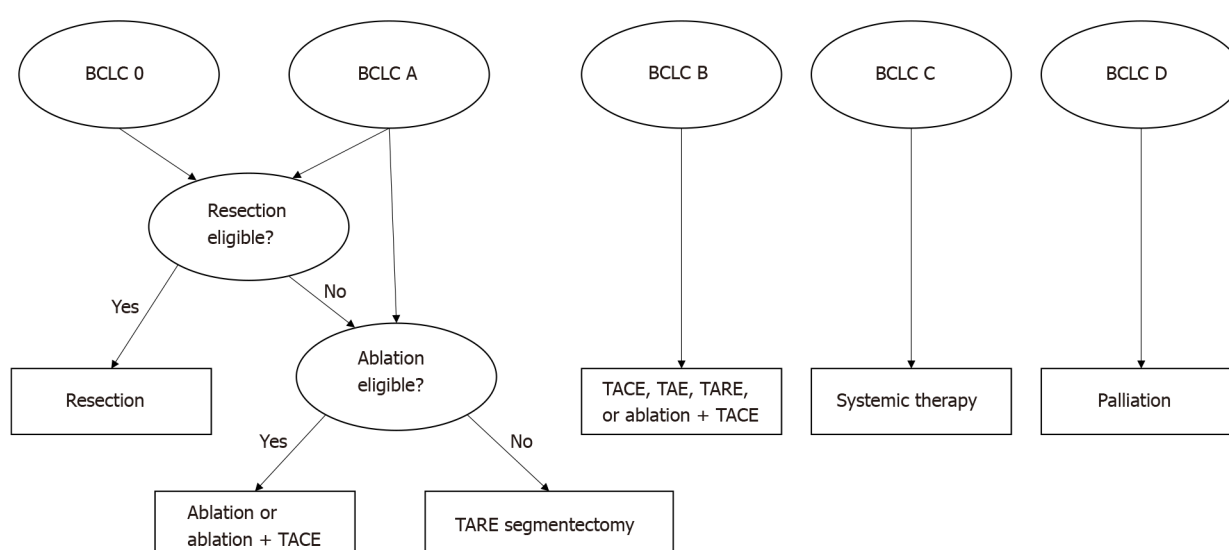 BCLC 0
BCLC A
BCLC B
BCLC C
BCLC D
Resection
eligible?
Yes
No
Ablation
eligible?
Resection
TACE, TAE, TARE,
or ablation + TACE
Systemic therapy
Palliation
Yes
No
Ablation or
ablation + TACE
TARE segmentectomy